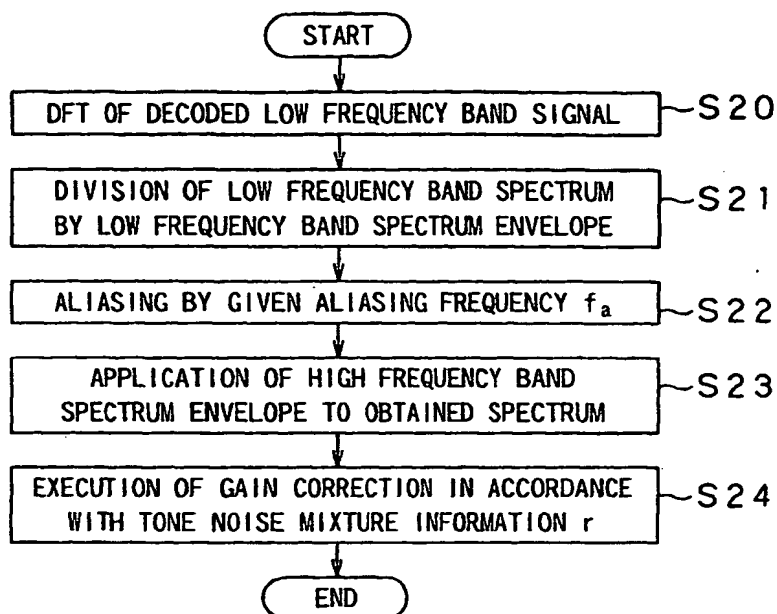 START
DFT OF DECODED LOW FREQUENCY BAND SIGNAL
S20
DIVISION OF LOW FREQUENCY BAND SPECTRUM
BY LOW FREQUENCY BAND SPECTRUM ENVELOPE
S21
ALIASING BY GIVEN ALIASING FREQUENCY fa
S22
APPLICATION OF HIGH FREQUENCY BAND
SPECTRUM ENVELOPE TO OBTAINED SPECTRUM
S23
EXECUTION OF GAIN CORRECTION IN ACCORDANCE
WITH TONE NOISE MIXTURE INFORMATION r
S24
END